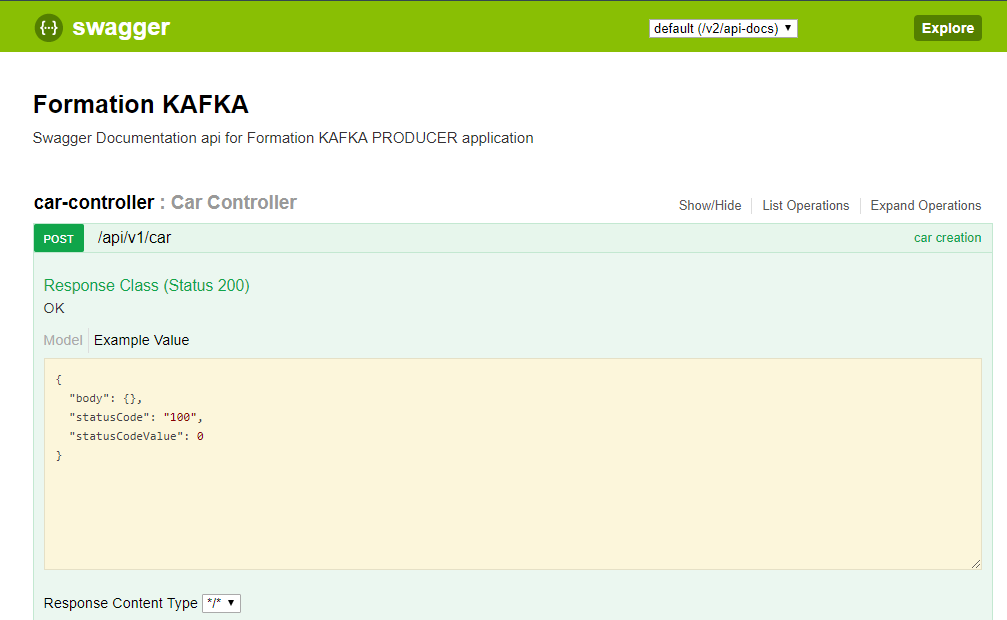 {··} swagger
default (/v2/api-docs) ▼
Explore
Formation KAFKA
Swagger Documentation api for Formation KAFKA PRODUCER application
car-controller : Car Controller
Show/Hide
List Operations
Expand Operations
POST
/api/v1/car
car creation
Response Class (Status 200)
OK
Model
Example Value
{
  "body": {},
  "statusCode": "100",
  "statusCodeValue": 0
}
Response Content Type */* ▼